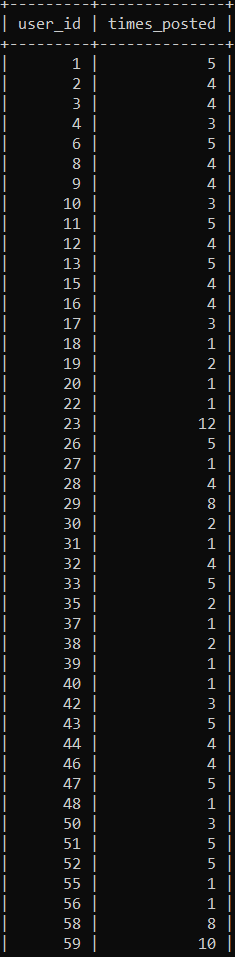 +---------+--------------+
| user_id | times_posted |
+---------+--------------+
|       1 |            5 |
|       2 |            4 |
|       3 |            4 |
|       4 |            3 |
|       6 |            5 |
|       8 |            4 |
|       9 |            4 |
|      10 |            3 |
|      11 |            5 |
|      12 |            4 |
|      13 |            5 |
|      15 |            4 |
|      16 |            4 |
|      17 |            3 |
|      18 |            1 |
|      19 |            2 |
|      20 |            1 |
|      22 |            1 |
|      23 |           12 |
|      26 |            5 |
|      27 |            1 |
|      28 |            4 |
|      29 |            8 |
|      30 |            2 |
|      31 |            1 |
|      32 |            4 |
|      33 |            5 |
|      35 |            2 |
|      37 |            1 |
|      38 |            2 |
|      39 |            1 |
|      40 |            1 |
|      42 |            3 |
|      43 |            5 |
|      44 |            4 |
|      46 |            4 |
|      47 |            5 |
|      48 |            1 |
|      50 |            3 |
|      51 |            5 |
|      52 |            5 |
|      55 |            1 |
|      56 |            1 |
|      58 |            8 |
|      59 |           10 |